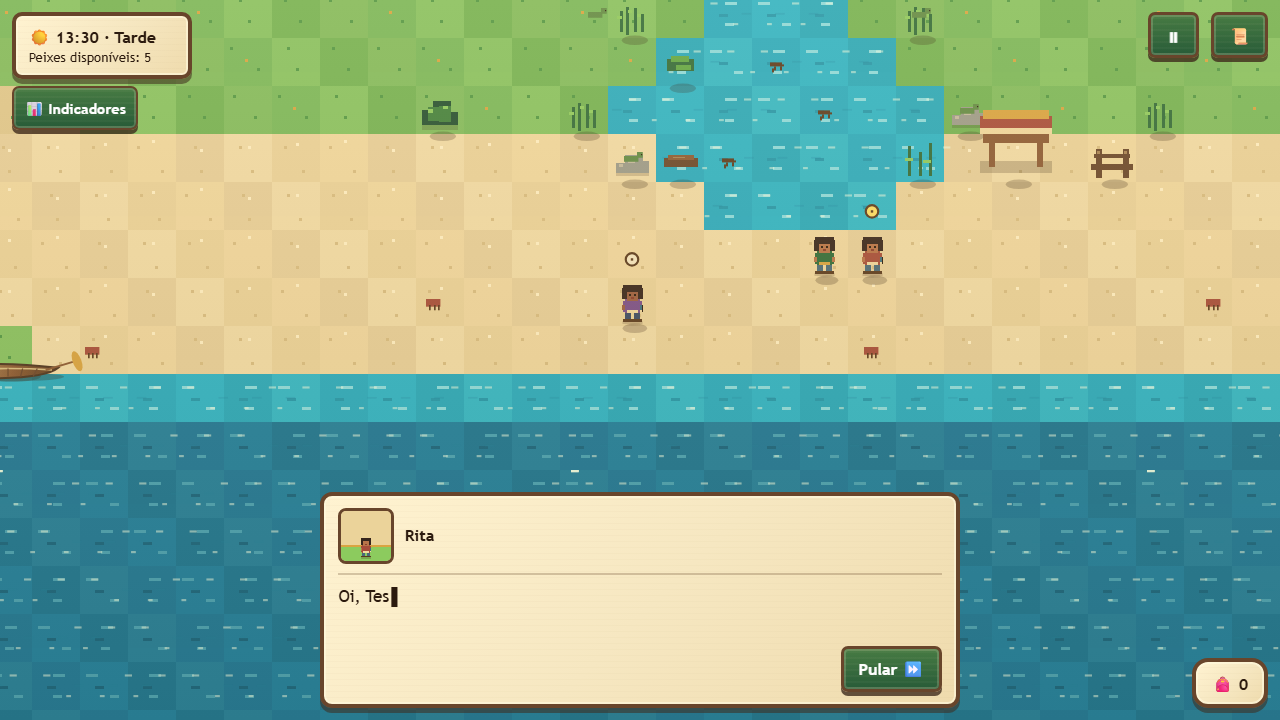 13:30 · Tarde
Peixes disponíveis: 5
Indicadores
Rita
Oi, Tes
Pular
0